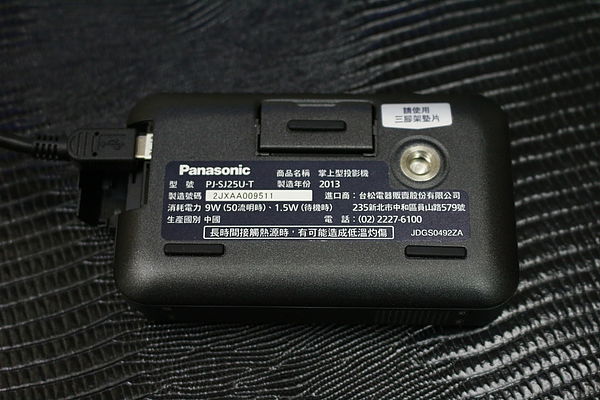 請使用
三腳架墊片
Panasonic 商品名稱 掌上型投影機
型 號 PJ-SJ25U-T 製造年份 2013
製造號碼 2JXAA009511 進口商：台松電器販賣股份有限公司
消耗電力 9W (50流明時)、1.5W (待機時) 235新北市中和區員山路579號
生產國別 中國 電 話：(02) 2227-6100
長時間接觸熱源時，有可能造成低溫灼傷 JDGS0492ZA